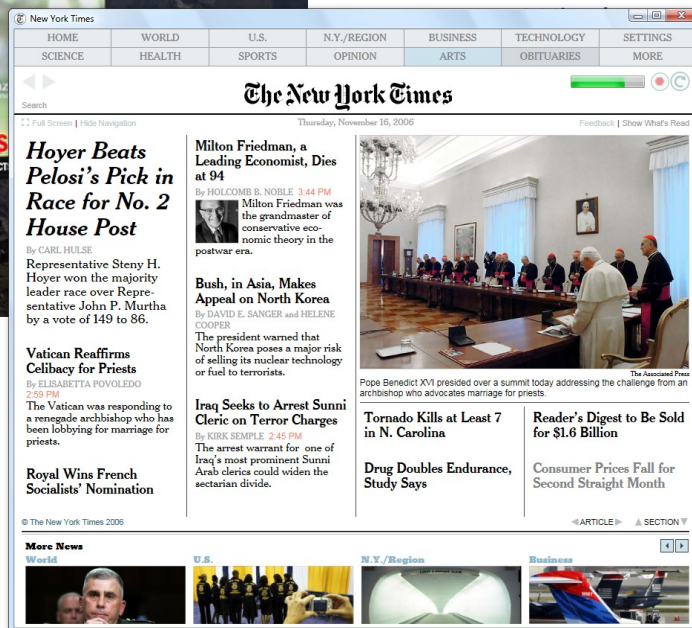 New York Times
HOME WORLD U.S. N.Y./REGION BUSINESS TECHNOLOGY SETTINGS
SCIENCE HEALTH SPORTS OPINION ARTS OBITUARIES MORE
Search
The New York Times
Full Screen | Hide Navigation
Thursday, November 16, 2006
Feedback | Show What's Read
Hoyer Beats
Pelosi's Pick in
Race for No. 2
House Post
By CARL HULSE
Representative Steny H.
Hoyer won the majority
leader race over Repre-
sentative John P. Murtha
by a vote of 149 to 86.
Vatican Reaffirms
Celibacy for Priests
By ELISABETTA POVOLEDO
2:59 PM
The Vatican was responding to
a renegade archbishop who has
been lobbying for marriage for
priests.
Royal Wins French
Socialists' Nomination
Milton Friedman, a
Leading Economist, Dies
at 94
By HOLCOMB B. NOBLE 3:44 PM
Milton Friedman was
the grandmaster of
conservative eco-
nomic theory in the
postwar era.
Bush, in Asia, Makes
Appeal on North Korea
By DAVID E. SANGER and HELENE
COOPER
The president warned that
North Korea poses a major risk
of selling its nuclear technology
or fuel to terrorists.
Iraq Seeks to Arrest Sunni
Cleric on Terror Charges
By KIRK SEMPLE 2:45 PM
The arrest warrant for one of
Iraq's most prominent Sunni
Arab clerics could widen the
sectarian divide.
The Associated Press
Pope Benedict XVI presided over a summit today addressing the challenge from an
archbishop who advocates marriage for priests.
Tornado Kills at Least 7
in N. Carolina
Drug Doubles Endurance,
Study Says
Reader's Digest to Be Sold
for $1.6 Billion
Consumer Prices Fall for
Second Straight Month
© The New York Times 2006
ARTICLE SECTION
More News
World U.S. N.Y./Region Business